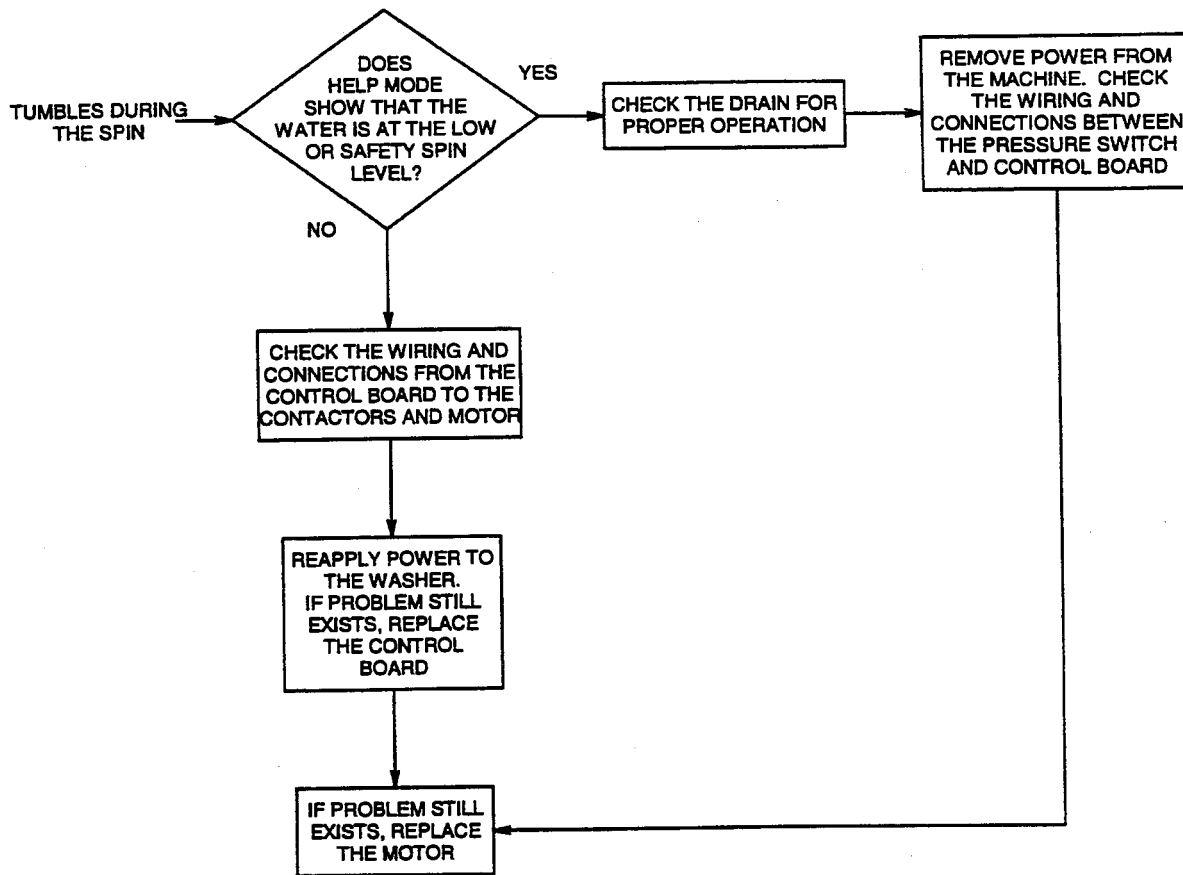 TUMBLES DURING
THE SPIN
DOES
HELP MODE
SHOW THAT THE
WATER IS AT THE LOW
OR SAFETY SPIN
LEVEL?
YES
CHECK THE DRAIN FOR
PROPER OPERATION
REMOVE POWER FROM
THE MACHINE. CHECK
THE WIRING AND
CONNECTIONS BETWEEN
THE PRESSURE SWITCH
AND CONTROL BOARD
NO
CHECK THE WIRING AND
CONNECTIONS FROM THE
CONTROL BOARD TO THE
CONTACTORS AND MOTOR
REAPPLY POWER TO
THE WASHER.
IF PROBLEM STILL
EXISTS, REPLACE
THE CONTROL
BOARD
IF PROBLEM STILL
EXISTS, REPLACE
THE MOTOR